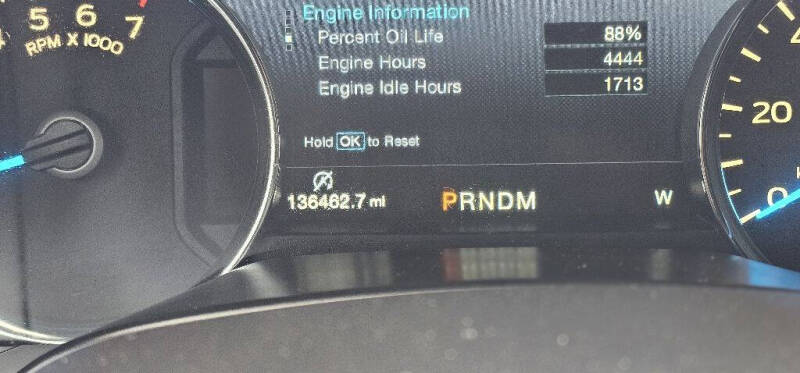 Engine Information
Percent Oil Life 88%
Engine Hours 4444
Engine Idle Hours 1713
Hold OK to Reset
136462.7 mi
PRNDM
W
5 6 7
RPM X 1000
20
0